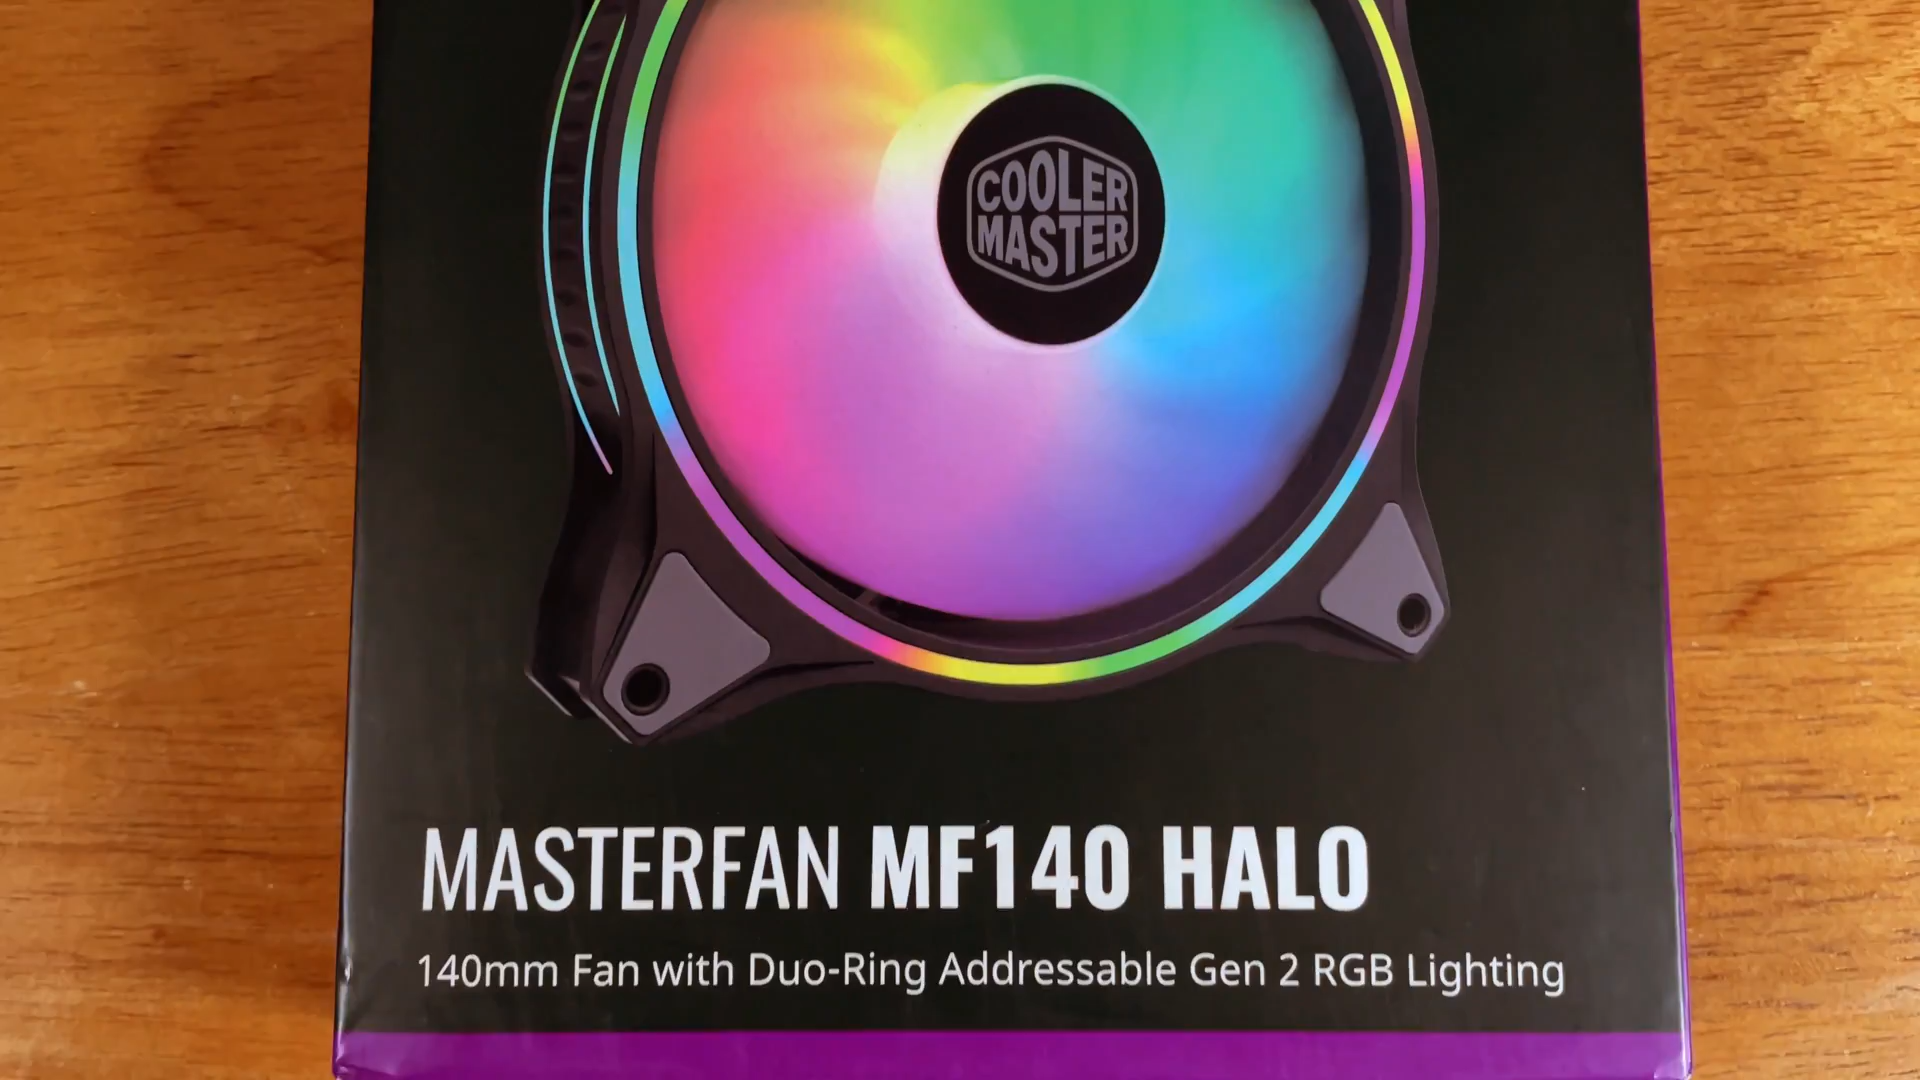 COOLER
MASTER
MASTERFAN MF140 HALO
140mm Fan with Duo-Ring Addressable Gen 2 RGB Lighting